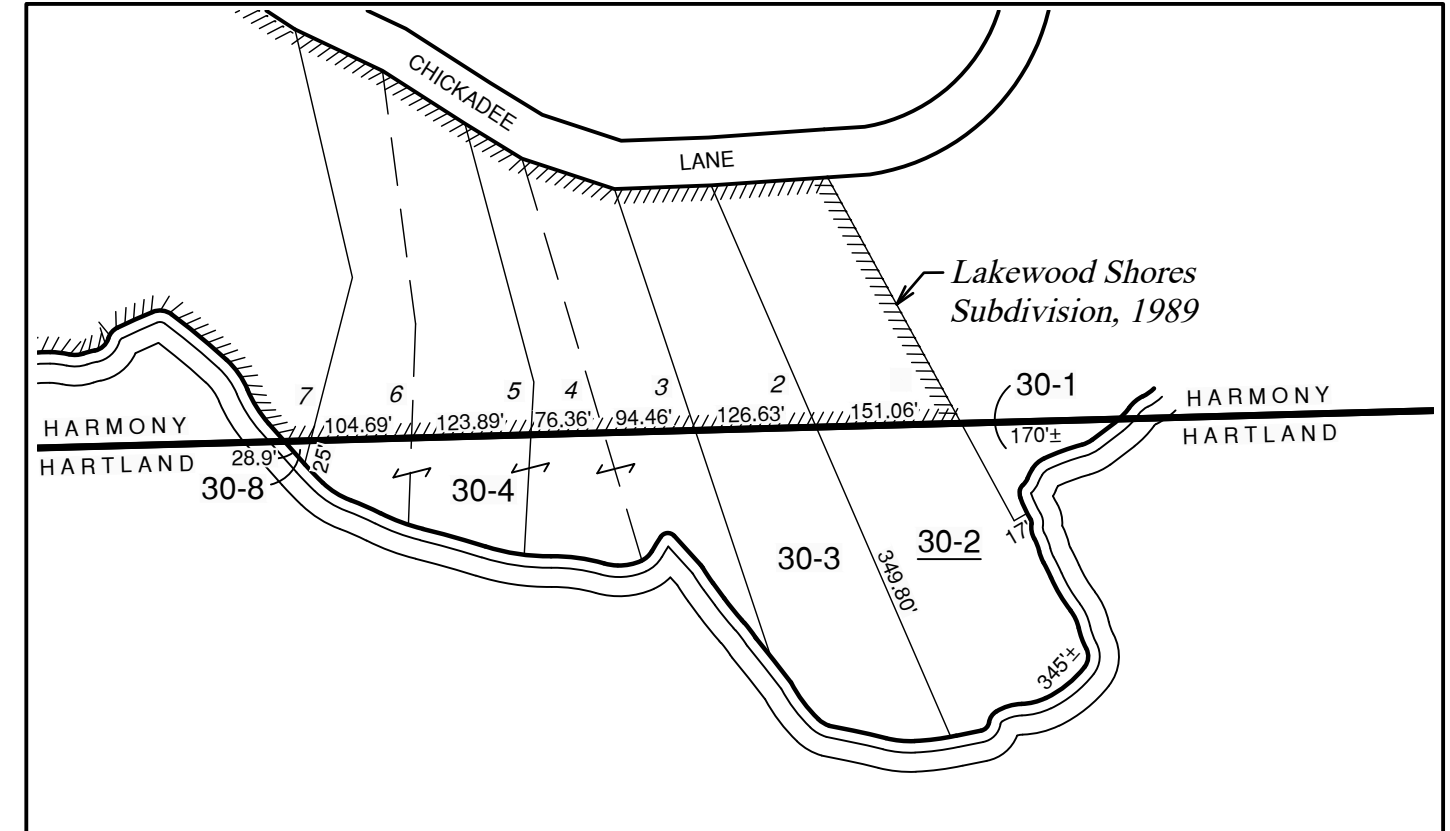 CHICKADEE
LANE
Lakewood Shores
Subdivision, 1989
7
6
5
4
3
2
30-1
HARMONY
104.69'
123.89'
76.36'
94.46'
126.63'
151.06'
HARMONY
HARTLAND
28.9'
25'
170'±
HARTLAND
30-8
30-4
30-3
30-2
17'
349.80'
345'±